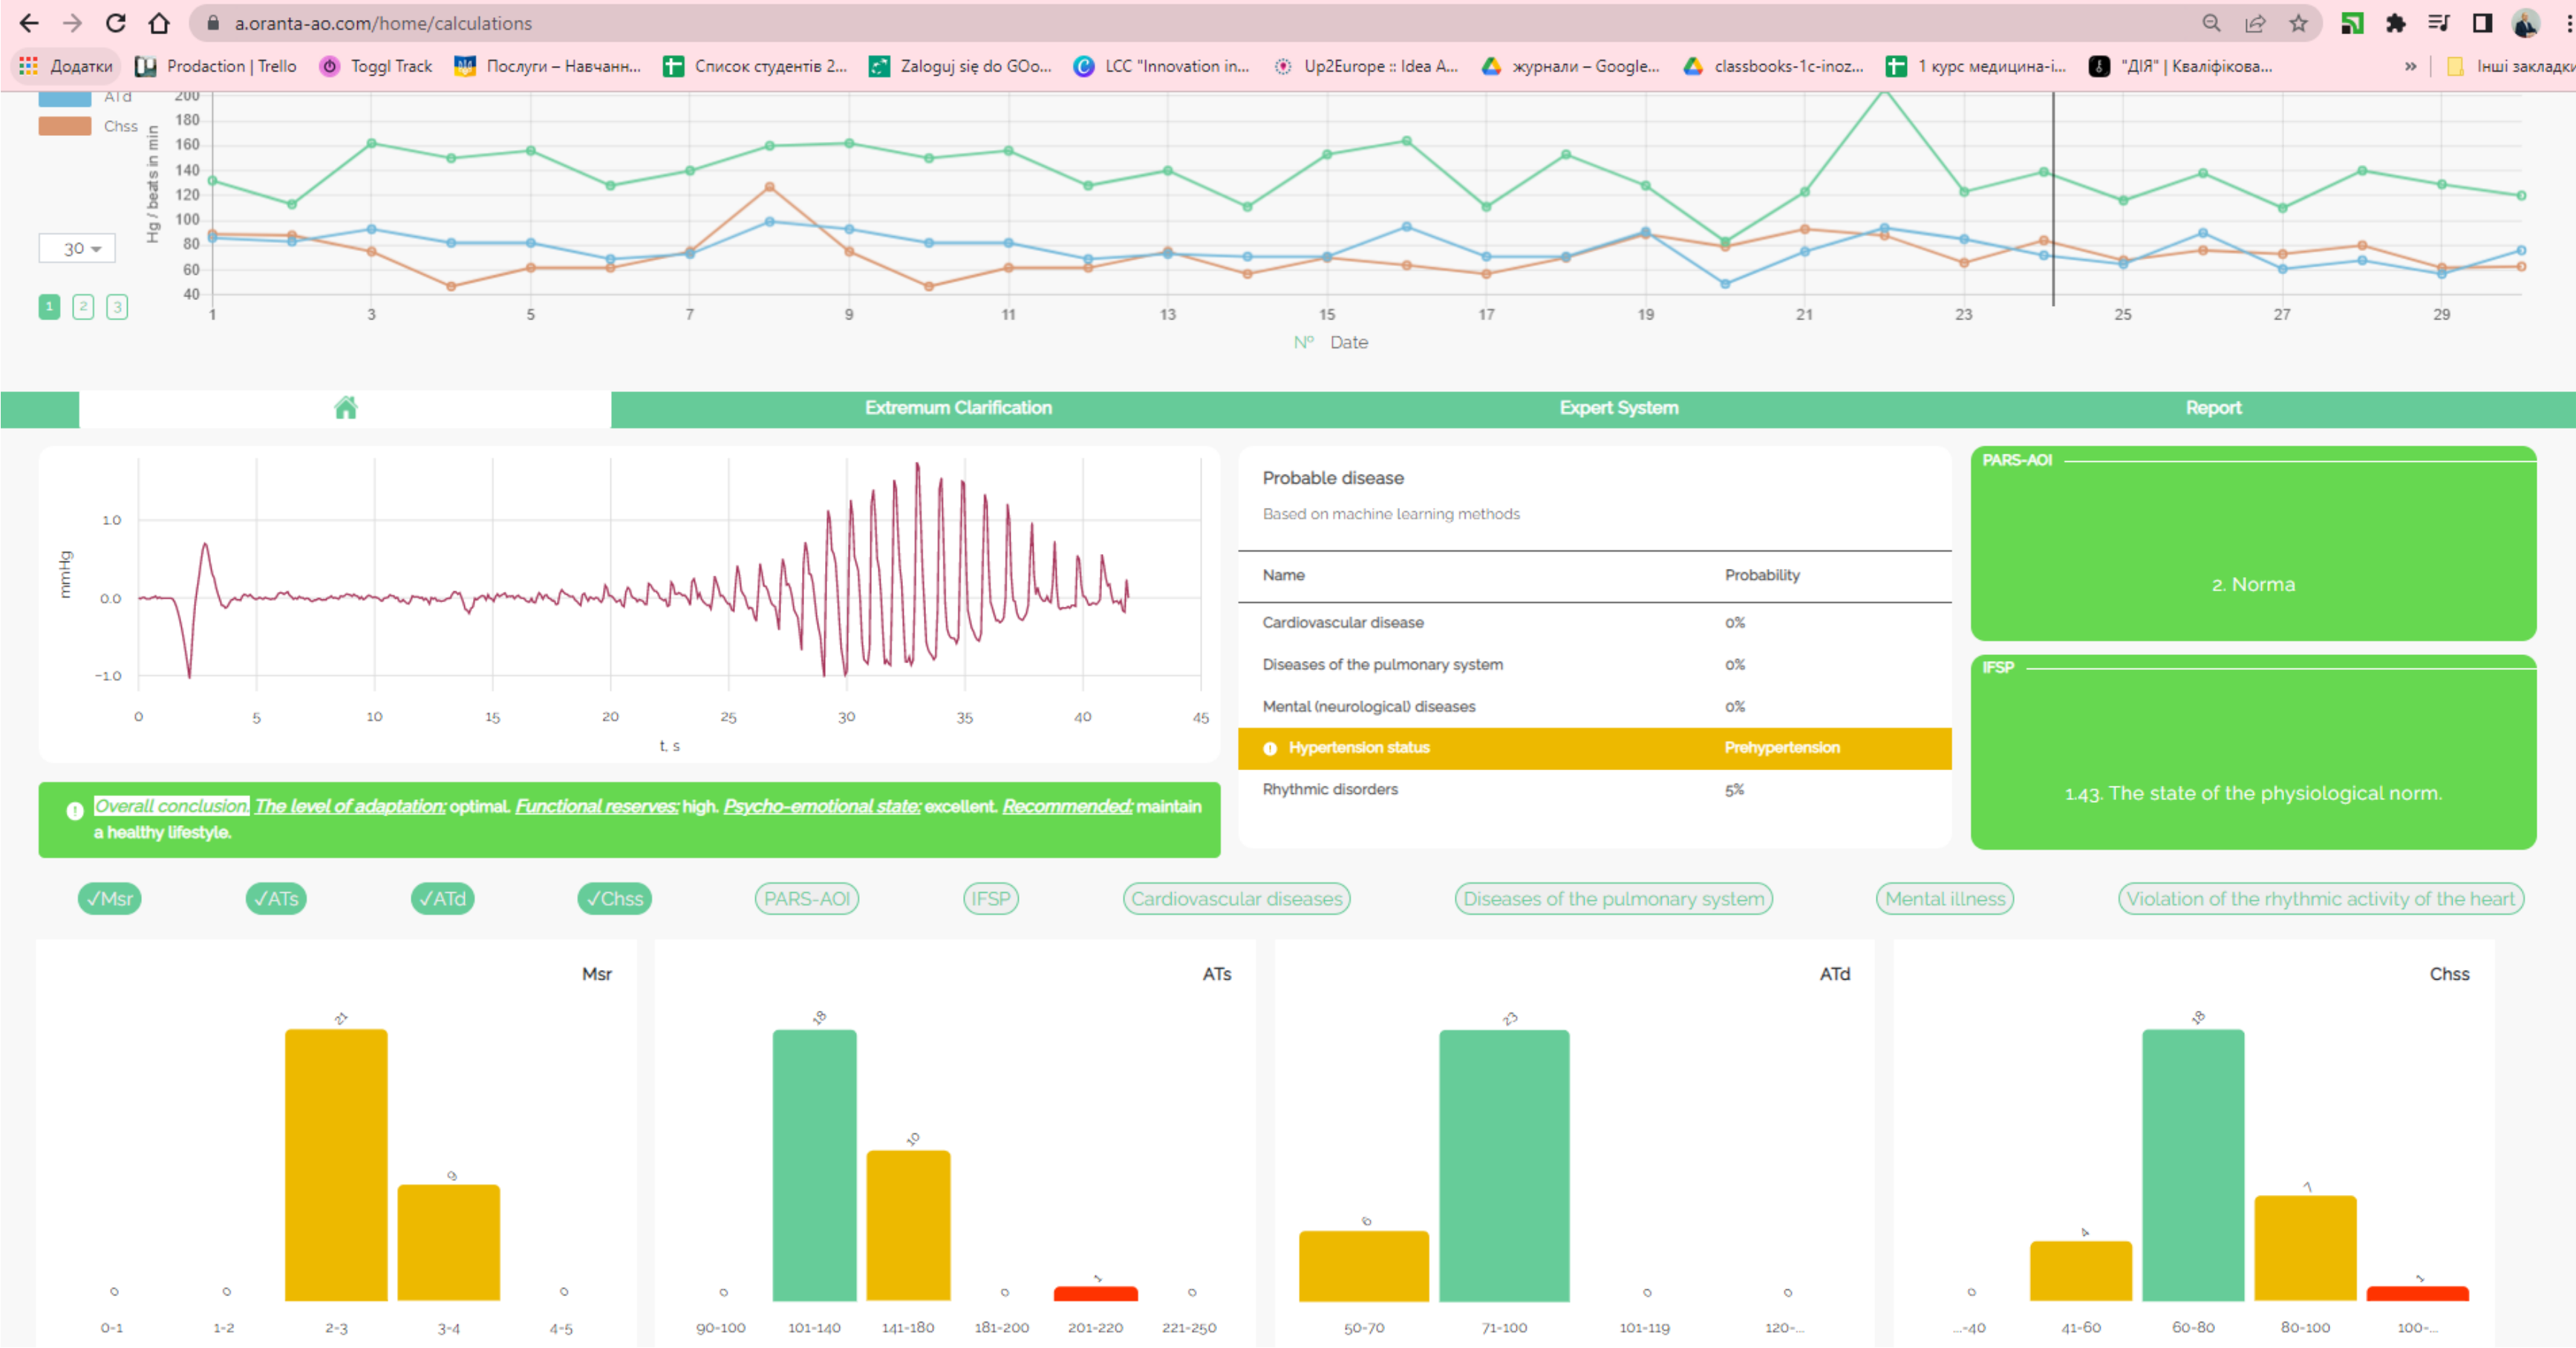 a.oranta-ao.com/home/calculations
Додатки Prodaction | Trello Toggl Track Послуги – Навчанн... Список студентів 2... Zaloguj się do GOo... LCC "Innovation in... Up2Europe :: Idea A... журнали – Google... classbooks-1c-inoz... 1 курс медицина-і... "ДІЯ" | Кваліфікова... » Інші закладки
ATd
Chss
Hg / beats in min
200
180
160
140
120
100
80
60
40
30
1 2 3
1 3 5 7 9 11 13 15 17 19 21 23 25 27 29
Nº Date
Extremum Clarification Expert System Report
mmHg
1.0
0.0
-1.0
0 5 10 15 20 25 30 35 40 45
t, s
Probable disease
Based on machine learning methods
Name Probability
Cardiovascular disease 0%
Diseases of the pulmonary system 0%
Mental (neurological) diseases 0%
Hypertension status Prehypertension
Rhythmic disorders 5%
PARS-AOI
2. Norma
IFSP
1.43. The state of the physiological norm.
Overall conclusion. The level of adaptation: optimal. Functional reserves: high. Psycho-emotional state: excellent. Recommended: maintain
a healthy lifestyle.
✓Msr ✓ATs ✓ATd ✓Chss PARS-AOI IFSP Cardiovascular diseases Diseases of the pulmonary system Mental illness Violation of the rhythmic activity of the heart
Msr
0 0 21 9 0
0-1 1-2 2-3 3-4 4-5
ATs
0 18 10 0 1 0
90-100 101-140 141-180 181-200 201-220 221-250
ATd
6 23 0 0
50-70 71-100 101-119 120-...
Chss
0 4 18 7 1
...-40 41-60 60-80 80-100 100-...